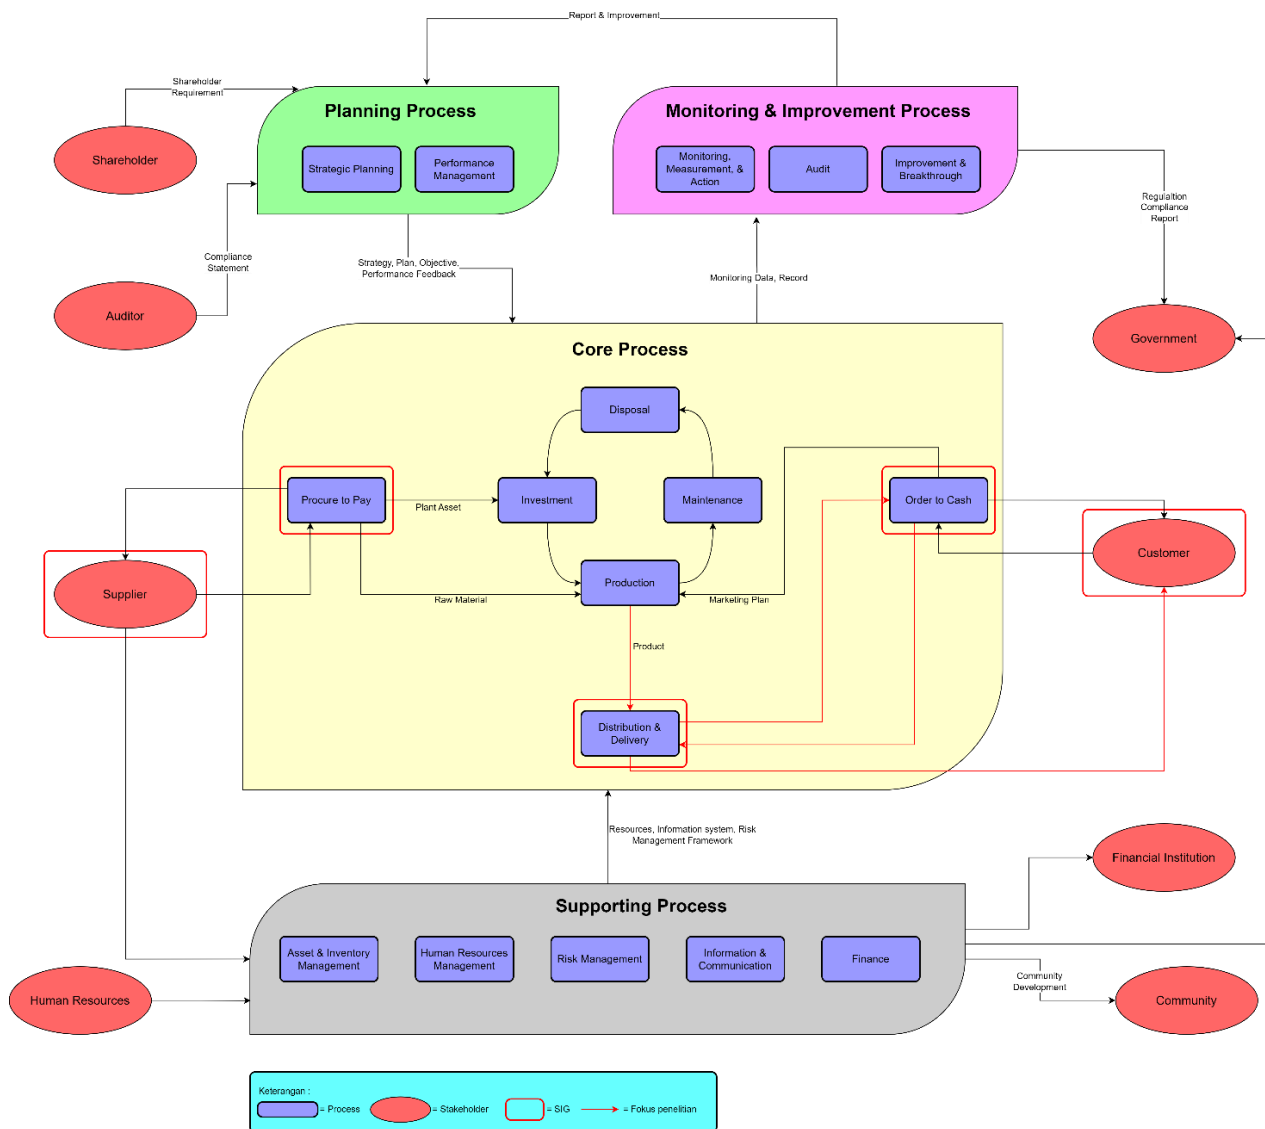 Report & Improvement
Shareholder
Requirement
Planning Process
Monitoring & Improvement Process
Shareholder
Strategic Planning
Performance
Management
Monitoring,
Measurement, &
Action
Audit
Improvement &
Breakthrough
Regulaltion
Compliance
Report
Compliance
Statement
Strategy, Plan, Objective,
Performance Feedback
Monitoring Data, Record
Auditor
Government
Core Process
Disposal
Procure to Pay
Plant Asset
Investment
Maintenance
Order to Cash
Customer
Supplier
Production
Raw Material
Marketing Plan
Product
Distribution &
Delivery
Resources, Information system. Risk
Management Framework
Financial Institution
Supporting Process
Asset & Inventory
Management
Human Resources
Management
Risk Management
Information &
Communication
Finance
Human Resources
Community
Development
Community
Keterangan :
= Process
= Stakeholder
= SIG
= Fokus penelitian